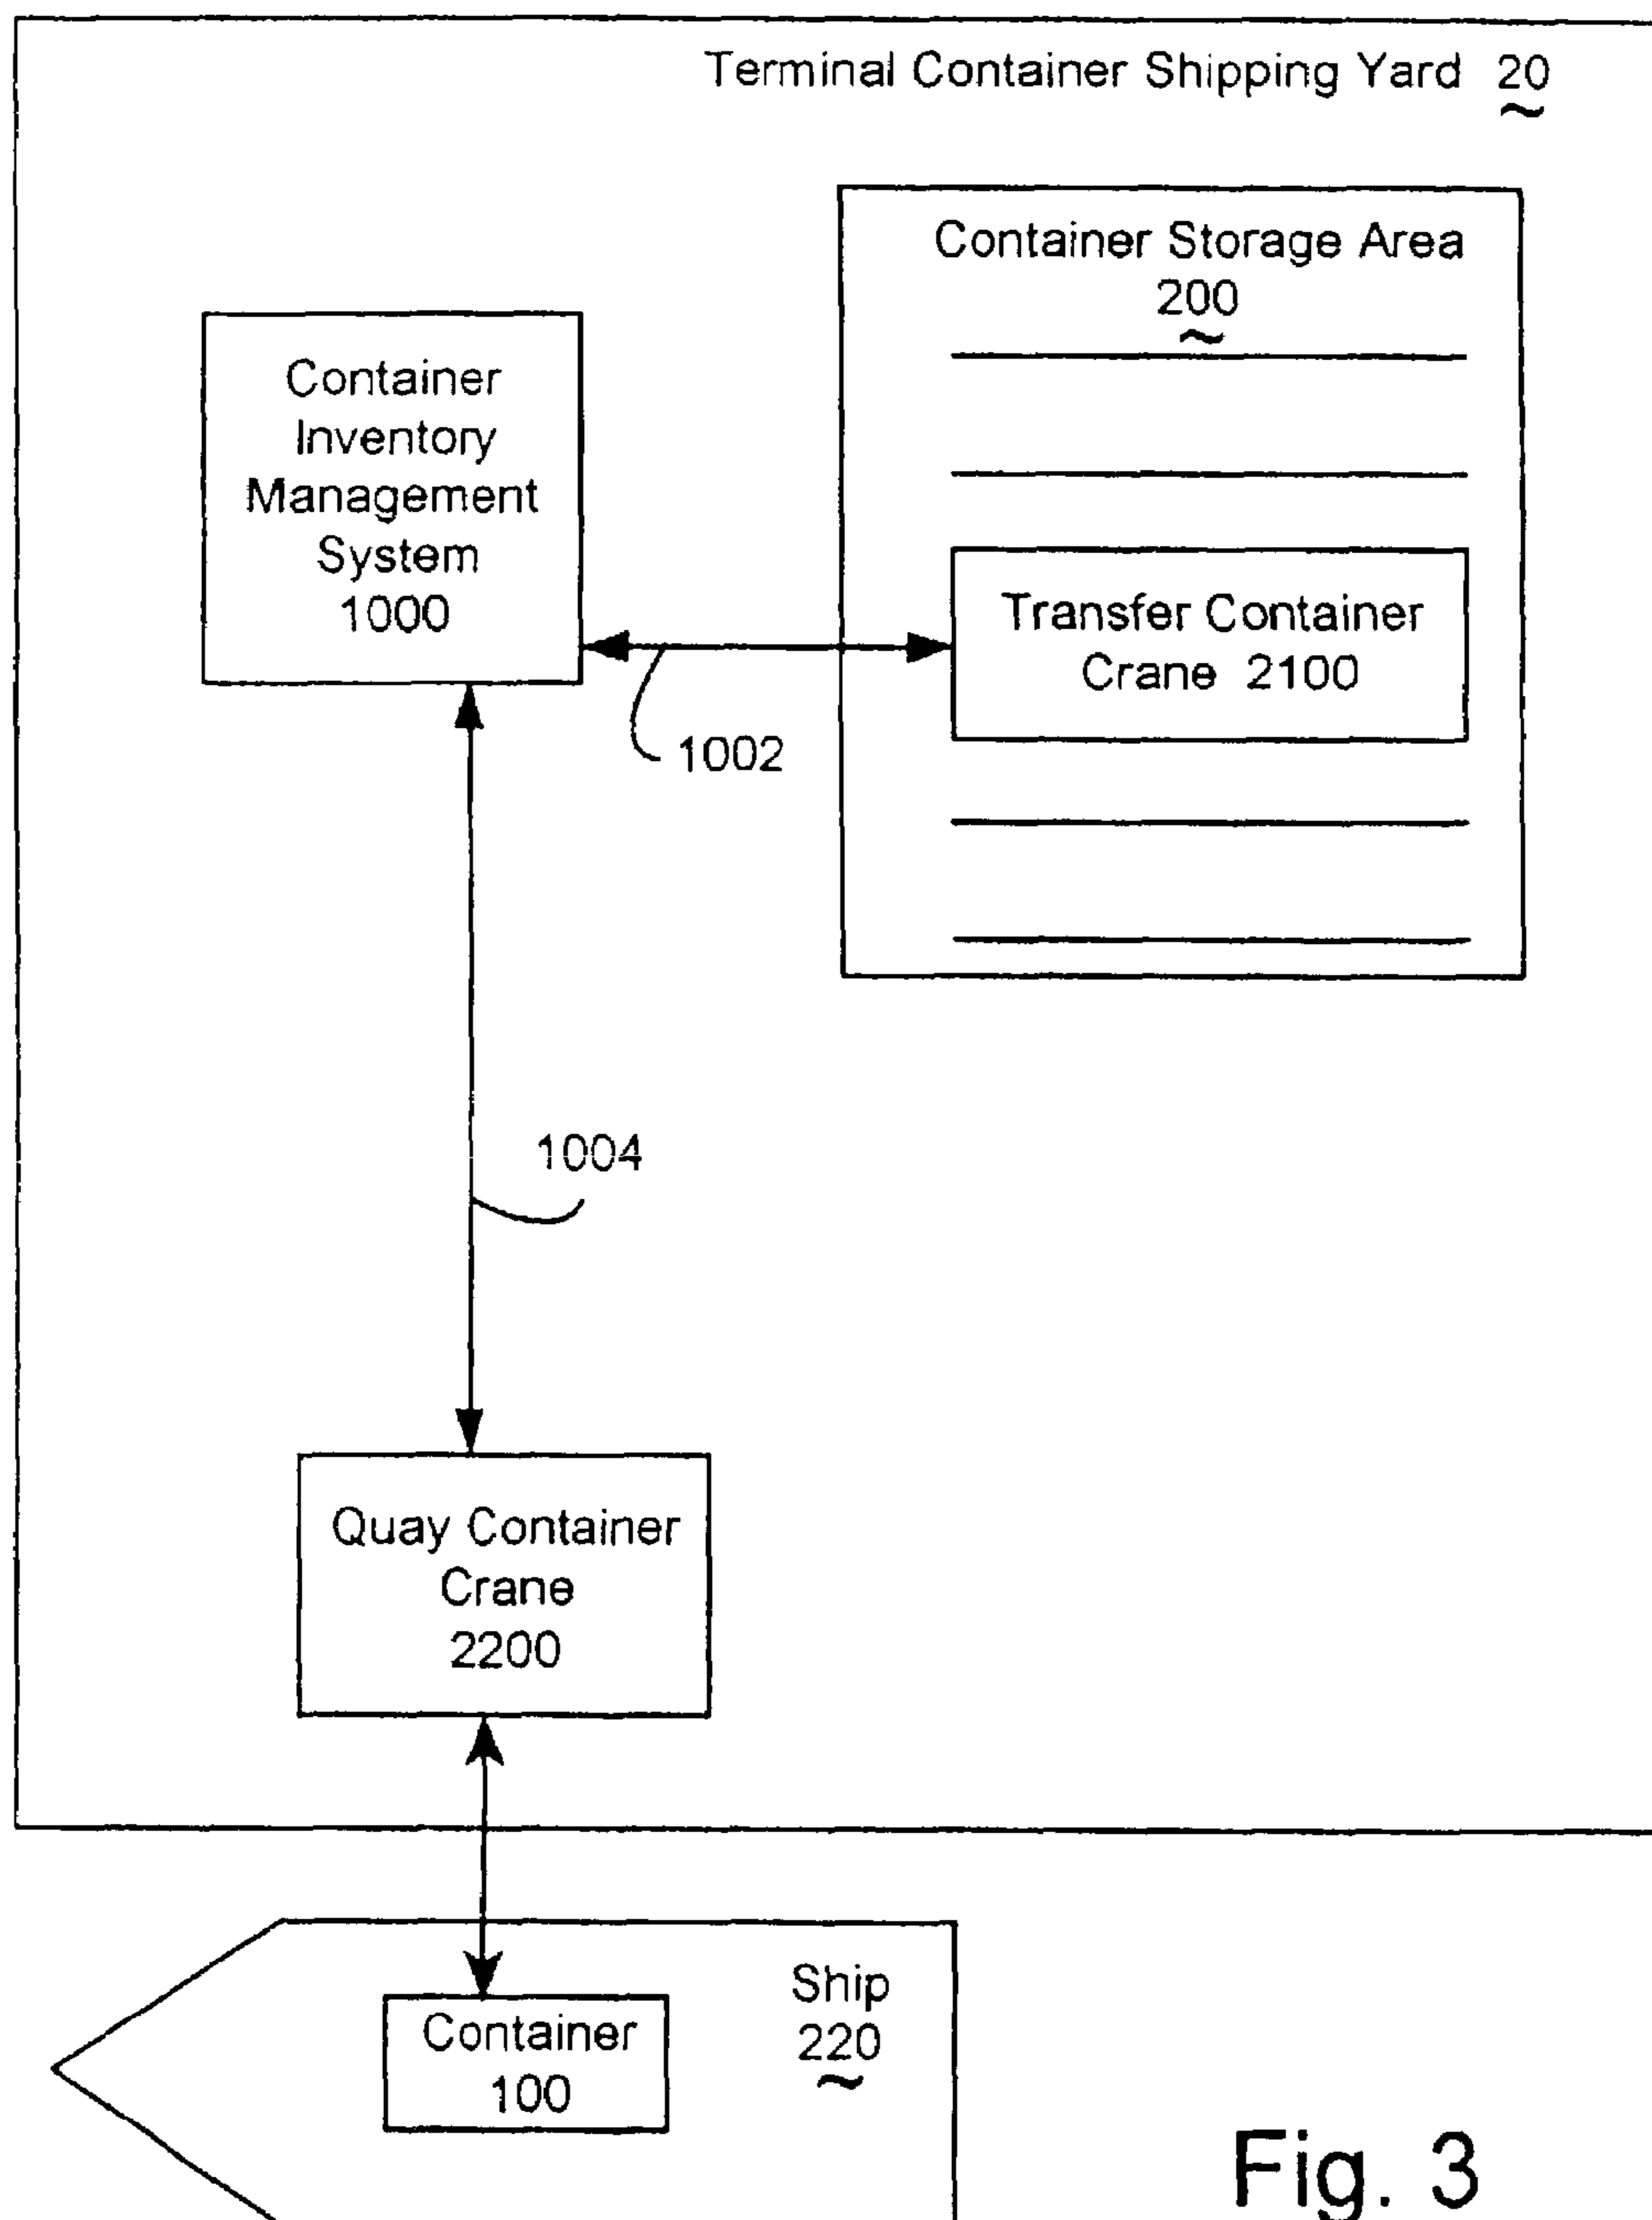 Terminal Container Shipping Yard 20
Container Storage Area
200
Container
Inventory
Management
System
1000
Transfer Container
Crane 2100
1002
1004
Quay Container
Crane
2200
Ship
220
Container
100
Fig. 3